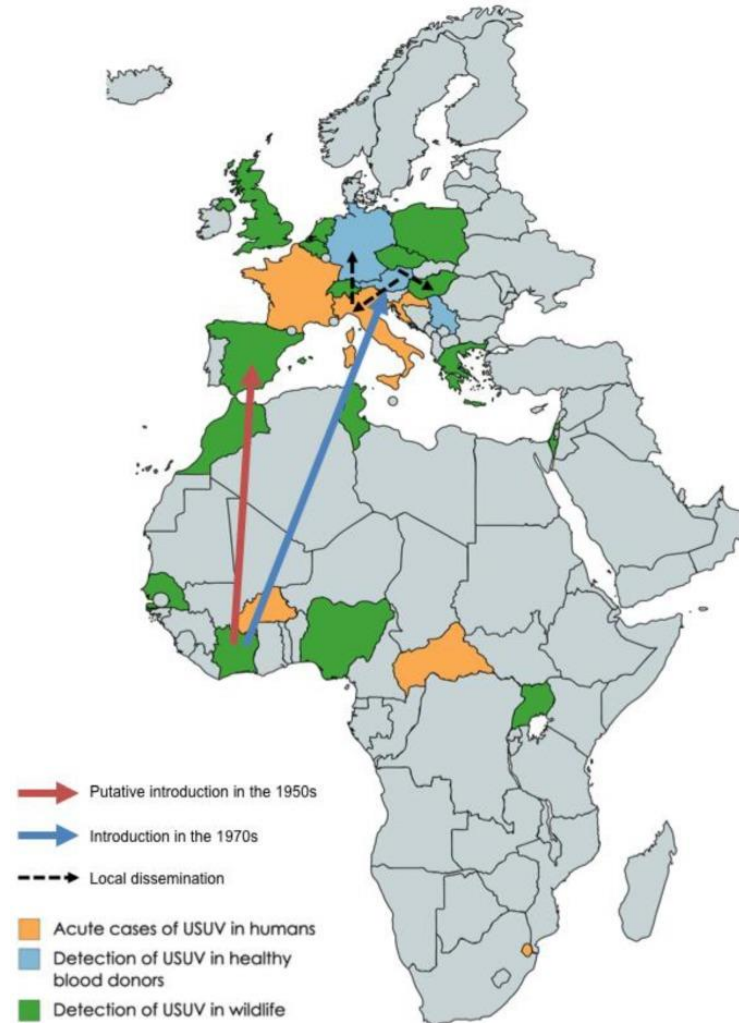 Putative introduction in the 1950s
Introduction in the 1970s
Local dissemination
Acute cases of USUV in humans
Detection of USUV in healthy
blood donors
Detection of USUV in wildlife